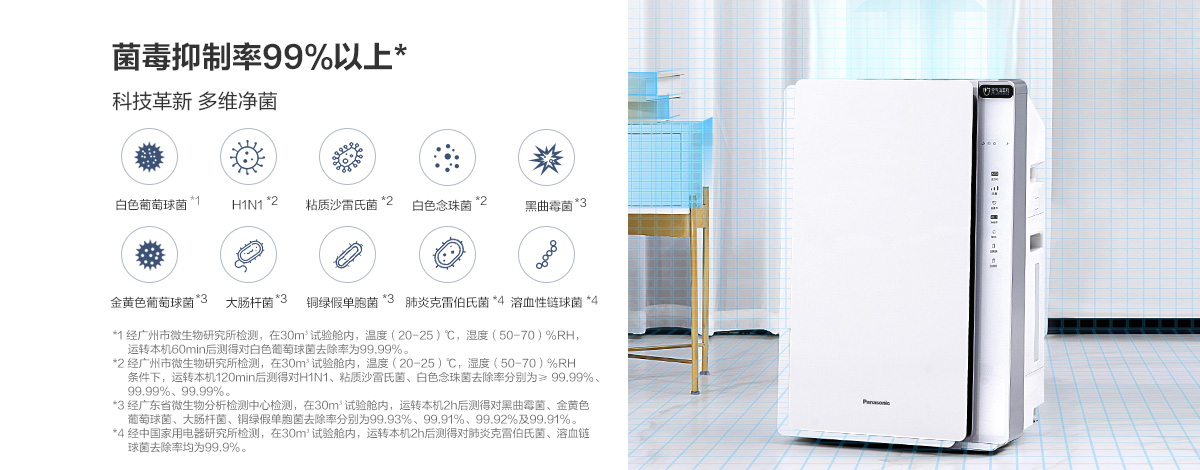 菌毒抑制率99%以上*
科技革新 多维净菌
白色葡萄球菌 *1
H1N1 *2
粘质沙雷氏菌 *2
白色念珠菌 *2
黑曲霉菌 *3
金黄色葡萄球菌 *3
大肠杆菌 *3
铜绿假单胞菌 *3
肺炎克雷伯氏菌 *4
溶血性链球菌 *4
*1 经广州市微生物研究所检测，在30m³ 试验舱内，温度（20-25）℃，湿度（50-70）%RH，
运转本机60min后测得对白色葡萄球菌去除率为99.99%。
*2 经广州市微生物研究所检测，在30m³ 试验舱内，温度（20-25）℃，湿度（50-70）%RH
条件下，运转本机120min后测得对H1N1、粘质沙雷氏菌、白色念珠菌去除率分别为≥ 99.99%、
99.99%、99.99%。
*3 经广东省微生物分析检测中心检测，在30m³ 试验舱内，运转本机2h后测得对黑曲霉菌、金黄色
葡萄球菌、大肠杆菌、铜绿假单胞菌去除率分别为99.93%、99.91%、99.92%及99.91%。
*4 经中国家用电器研究所检测，在30m³ 试验舱内，运转本机2h后测得对肺炎克雷伯氏菌、溶血链
球菌去除率均为99.9%。
Panasonic